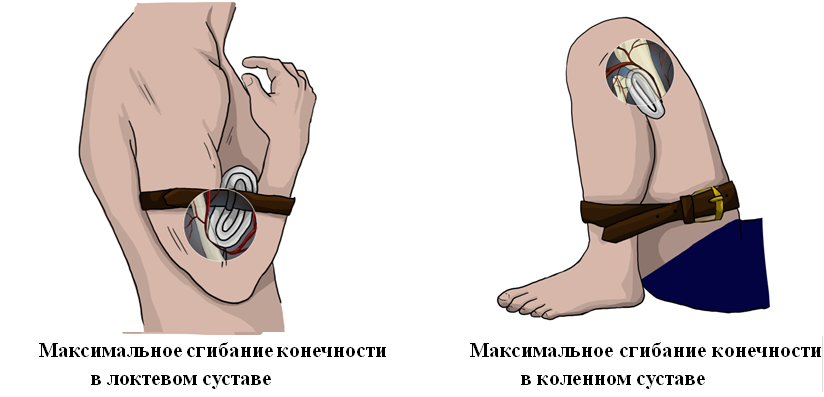 Максимальное сгибание конечности
в локтевом суставе
Максимальное сгибание конечности
в коленном суставе